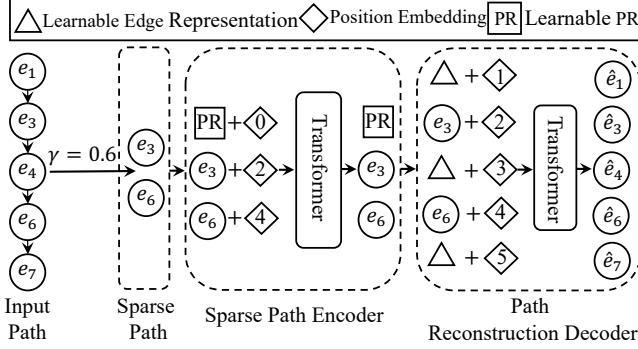 Learnable Edge Representation Position Embedding PR Learnable PR
e1
e3
e4
e6
e7
γ = 0.6
e3
e6
PR + 0
e3 + 2
e6 + 4
Transformer
PR
e3
e6
+ 1
e3 + 2
+ 3
e6 + 4
+ 5
Transformer
ê1
ê3
ê4
ê6
ê7
Input
Path
Sparse
Path
Sparse Path Encoder
Path
Reconstruction Decoder